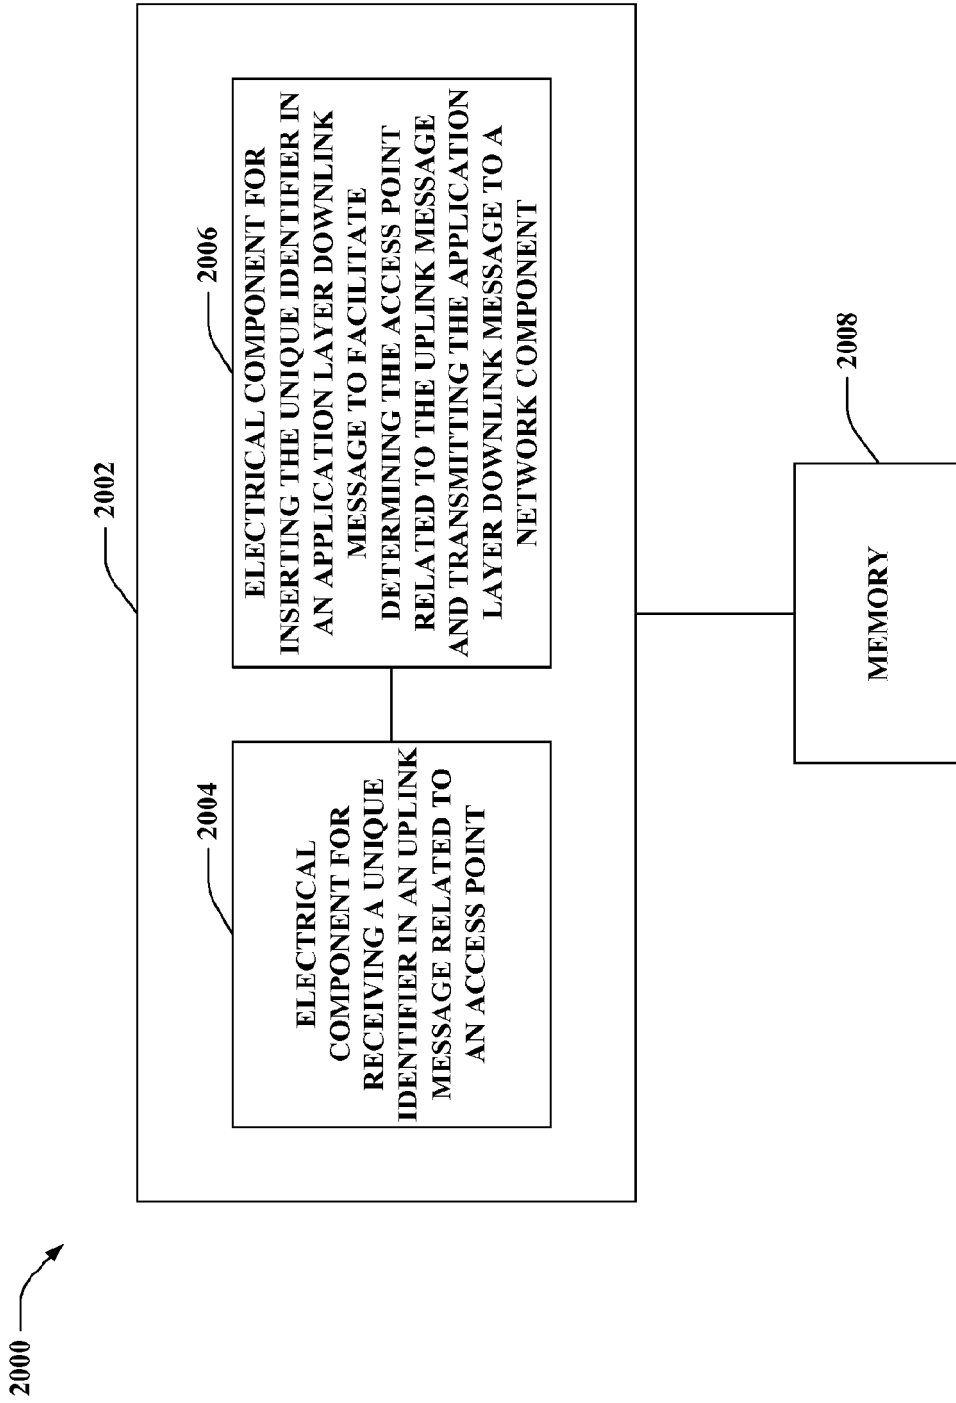 2000
2002
2004
ELECTRICAL
COMPONENT FOR
RECEIVING A UNIQUE
IDENTIFIER IN AN UPLINK
MESSAGE RELATED TO
AN ACCESS POINT
2006
ELECTRICAL COMPONENT FOR
INSERTING THE UNIQUE IDENTIFIER IN
AN APPLICATION LAYER DOWNLINK
MESSAGE TO FACILITATE
DETERMINING THE ACCESS POINT
RELATED TO THE UPLINK MESSAGE
AND TRANSMITTING THE APPLICATION
LAYER DOWNLINK MESSAGE TO A
NETWORK COMPONENT
2008
MEMORY